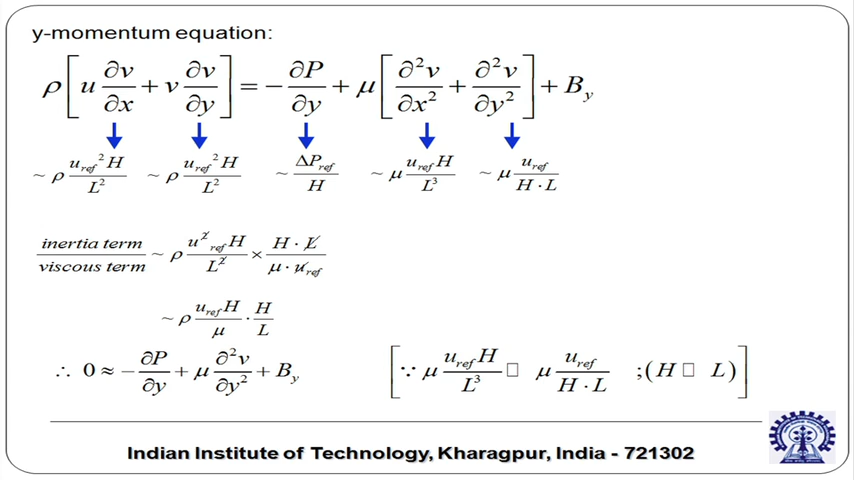 y-momentum equation:
ρ[u ∂v/∂x + v ∂v/∂y] = −∂P/∂y + μ[∂²v/∂x² + ∂²v/∂y²] + B_y
~ ρ u_ref² H / L² ~ ρ u_ref² H / L² ~ ΔP_ref / H ~ μ u_ref H / L³ ~ μ u_ref / (H · L)
inertia term / viscous term ~ ρ u²_ref H / L² × H · L / (μ · u_ref)
~ ρ u_ref H / μ · H / L
∴ 0 ≈ −∂P/∂y + μ ∂²v/∂y² + B_y [∵ μ u_ref H / L³ □ μ u_ref / (H · L) ;(H □ L)]
Indian Institute of Technology, Kharagpur, India - 721302